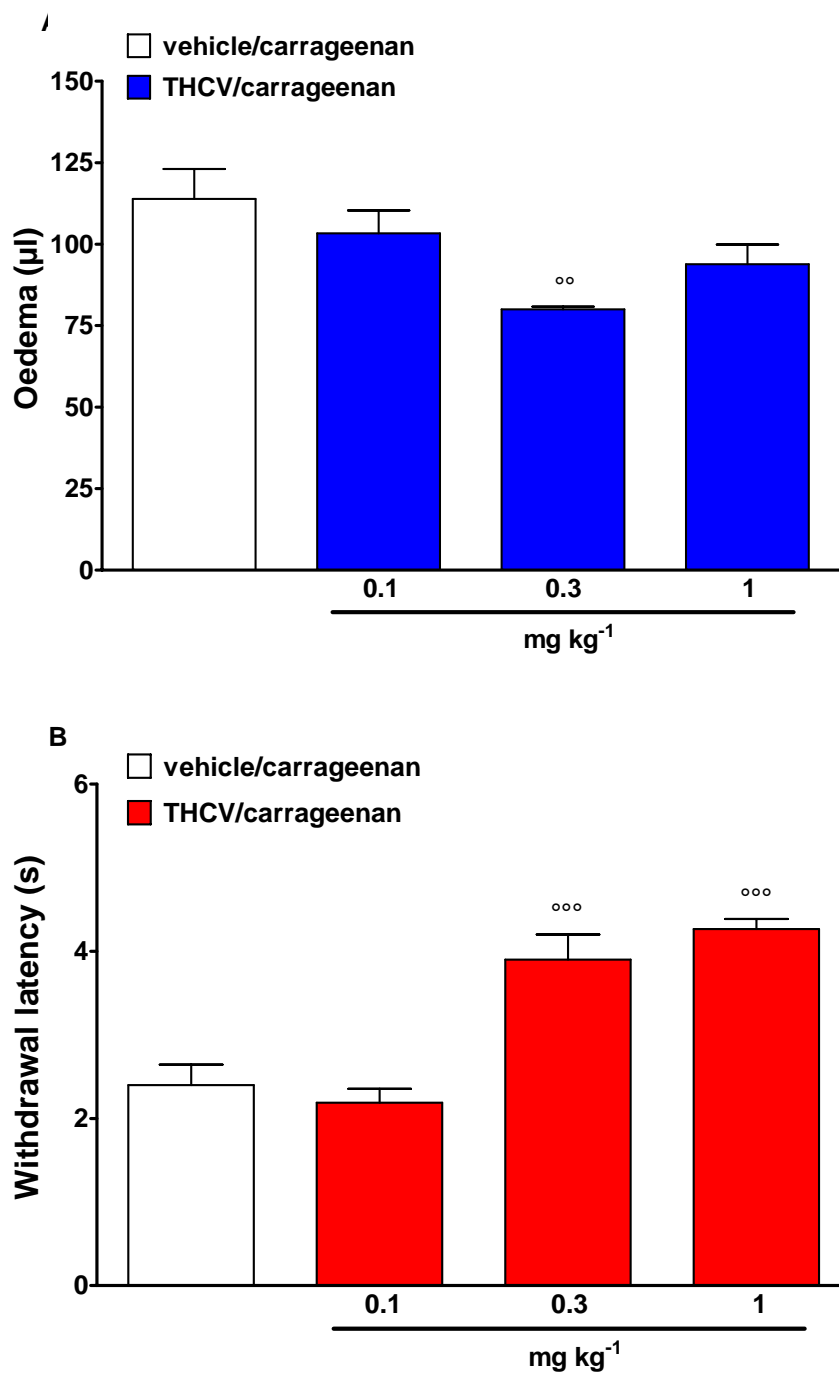 A
vehicle/carrageenan
THCV/carrageenan
150
125
100
75
50
25
0
Oedema (µl)
°°
0.1 0.3 1
mg kg⁻¹
B
vehicle/carrageenan
THCV/carrageenan
6
4
2
0
Withdrawal latency (s)
°°°
°°°
0.1 0.3 1
mg kg⁻¹